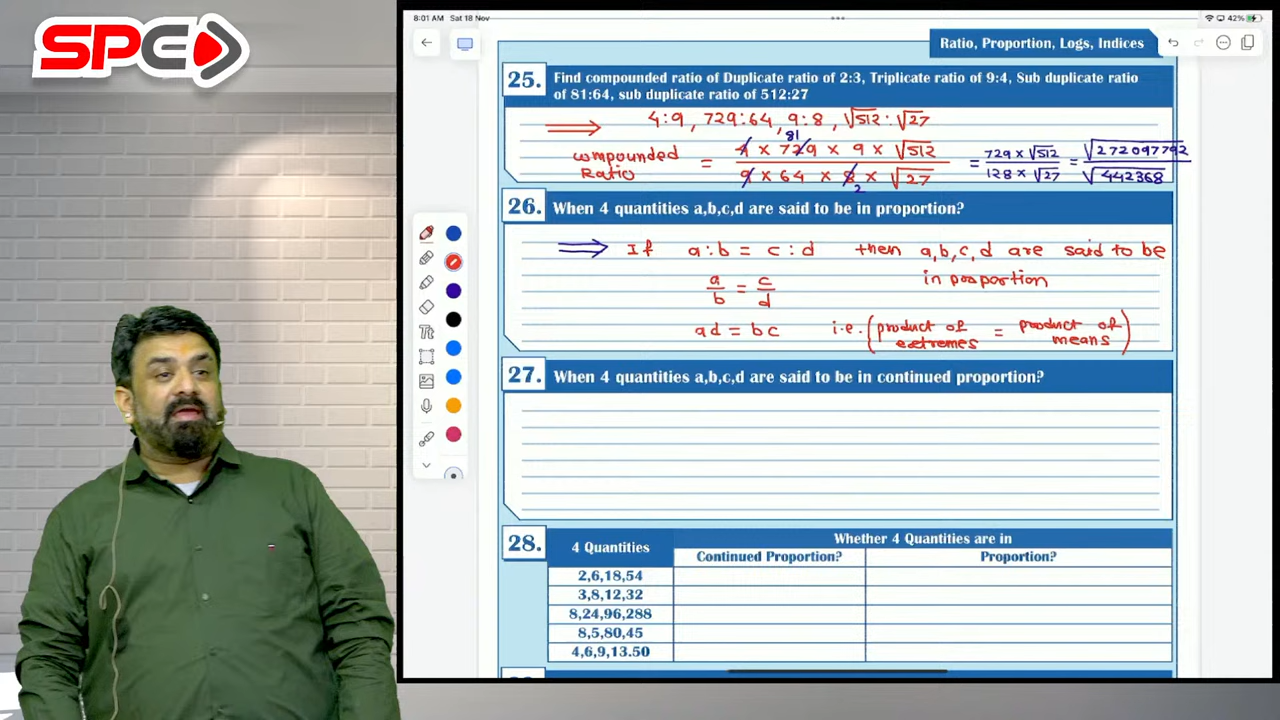 SPE
8:01 AM Sat 18 Nov
42%
Ratio, Proportion, Logs, Indices
25. Find compounded ratio of Duplicate ratio of 2:3, Triplicate ratio of 9:4, Sub duplicate ratio
of 81:64, sub duplicate ratio of 512:27
⟹ 4:9, 729:64, 9:8, √512:√27
compounded Ratio = 4 × 729 × 9 × √512 / 9 × 64 × 8 × √27 = 729 × √512 / 128 × √27 = √272097792 / √442368
81
2
26. When 4 quantities a,b,c,d are said to be in proportion?
⟹ If a:b = c:d then a,b,c,d are said to be
in proportion
a/b = c/d
ad = bc i.e. (product of extremes = product of means)
27. When 4 quantities a,b,c,d are said to be in continued proportion?
28. 4 Quantities
Whether 4 Quantities are in
Continued Proportion? Proportion?
2,6,18,54
3,8,12,32
8,24,96,288
8,5,80,45
4,6,9,13.50
Tt